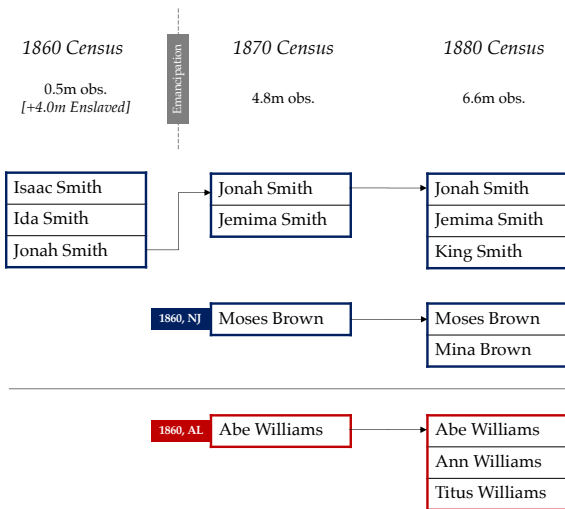 1860 Census
1870 Census
1880 Census
Emancipation
0.5m obs.
[+4.0m Enslaved]
4.8m obs.
6.6m obs.
Isaac Smith
Ida Smith
Jonah Smith
Jonah Smith
Jemima Smith
Jonah Smith
Jemima Smith
King Smith
1860, NJ
Moses Brown
Moses Brown
Mina Brown
1860, AL
Abe Williams
Abe Williams
Ann Williams
Titus Williams